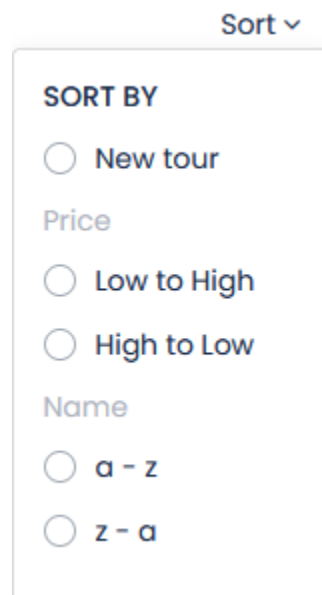 Sort
SORT BY
New tour
Price
Low to High
High to Low
Name
a - z
z - a